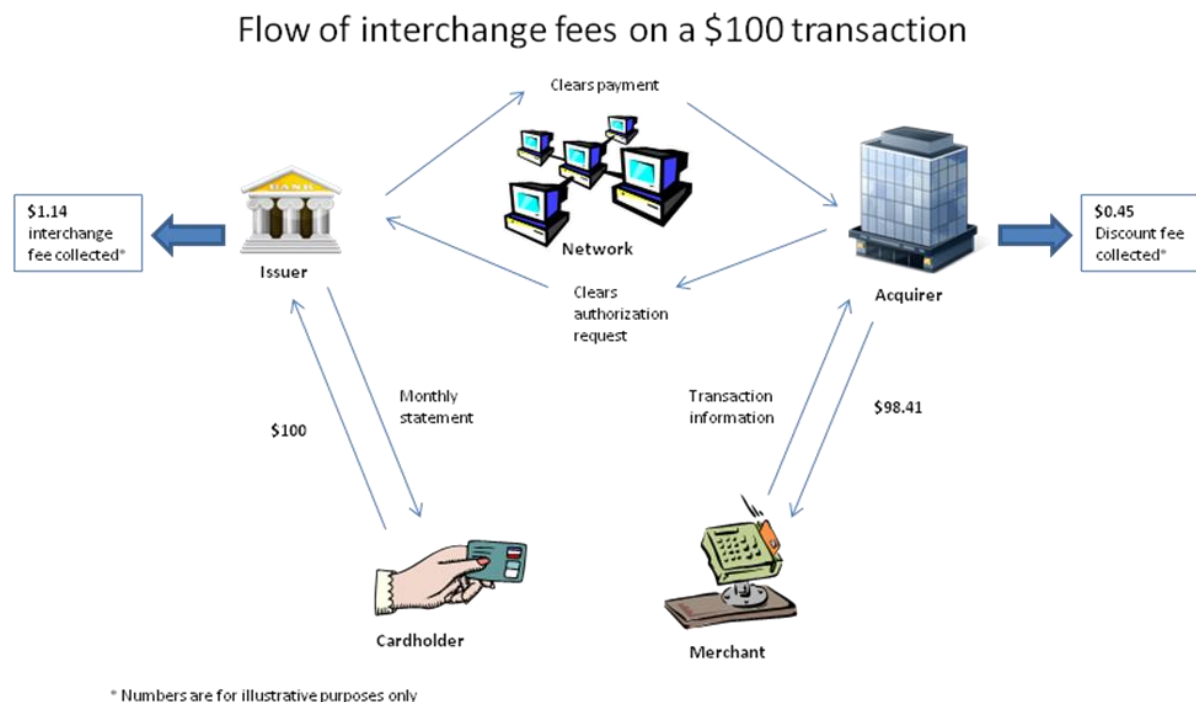 Flow of interchange fees on a $100 transaction
Clears payment
BANK
$1.14
interchange
fee collected*
Issuer
Network
$0.45
Discount fee
collected*
Acquirer
Clears
authorization
request
Monthly
statement
$100
Transaction
information
$98.41
Cardholder
Merchant
* Numbers are for illustrative purposes only